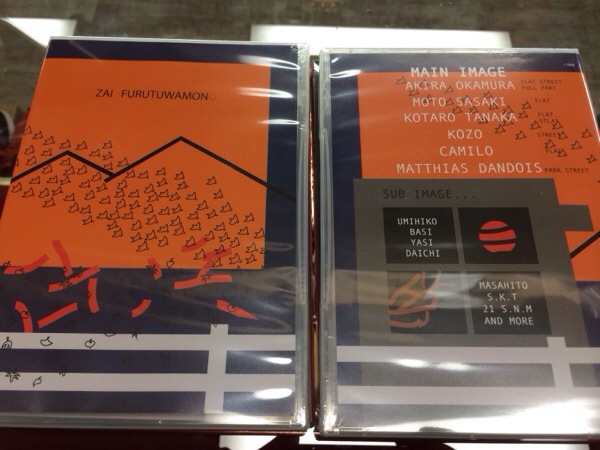 ZAI FURUTUWAMONO
MAIN IMAGE
AKIRA OKAMURA FLAT STREET
FULL PART
MOTO SASAKI FLAT
KOTARO TANAKA FLAT
KOZO STREET
CAMILO FLAT
MATTHIAS DANDOIS PARK STREET
SUB IMAGE...
UMIHIKO
BASI
YASI
DAICHI
MASAHITO
S.K.T
21 S.N.M
AND MORE